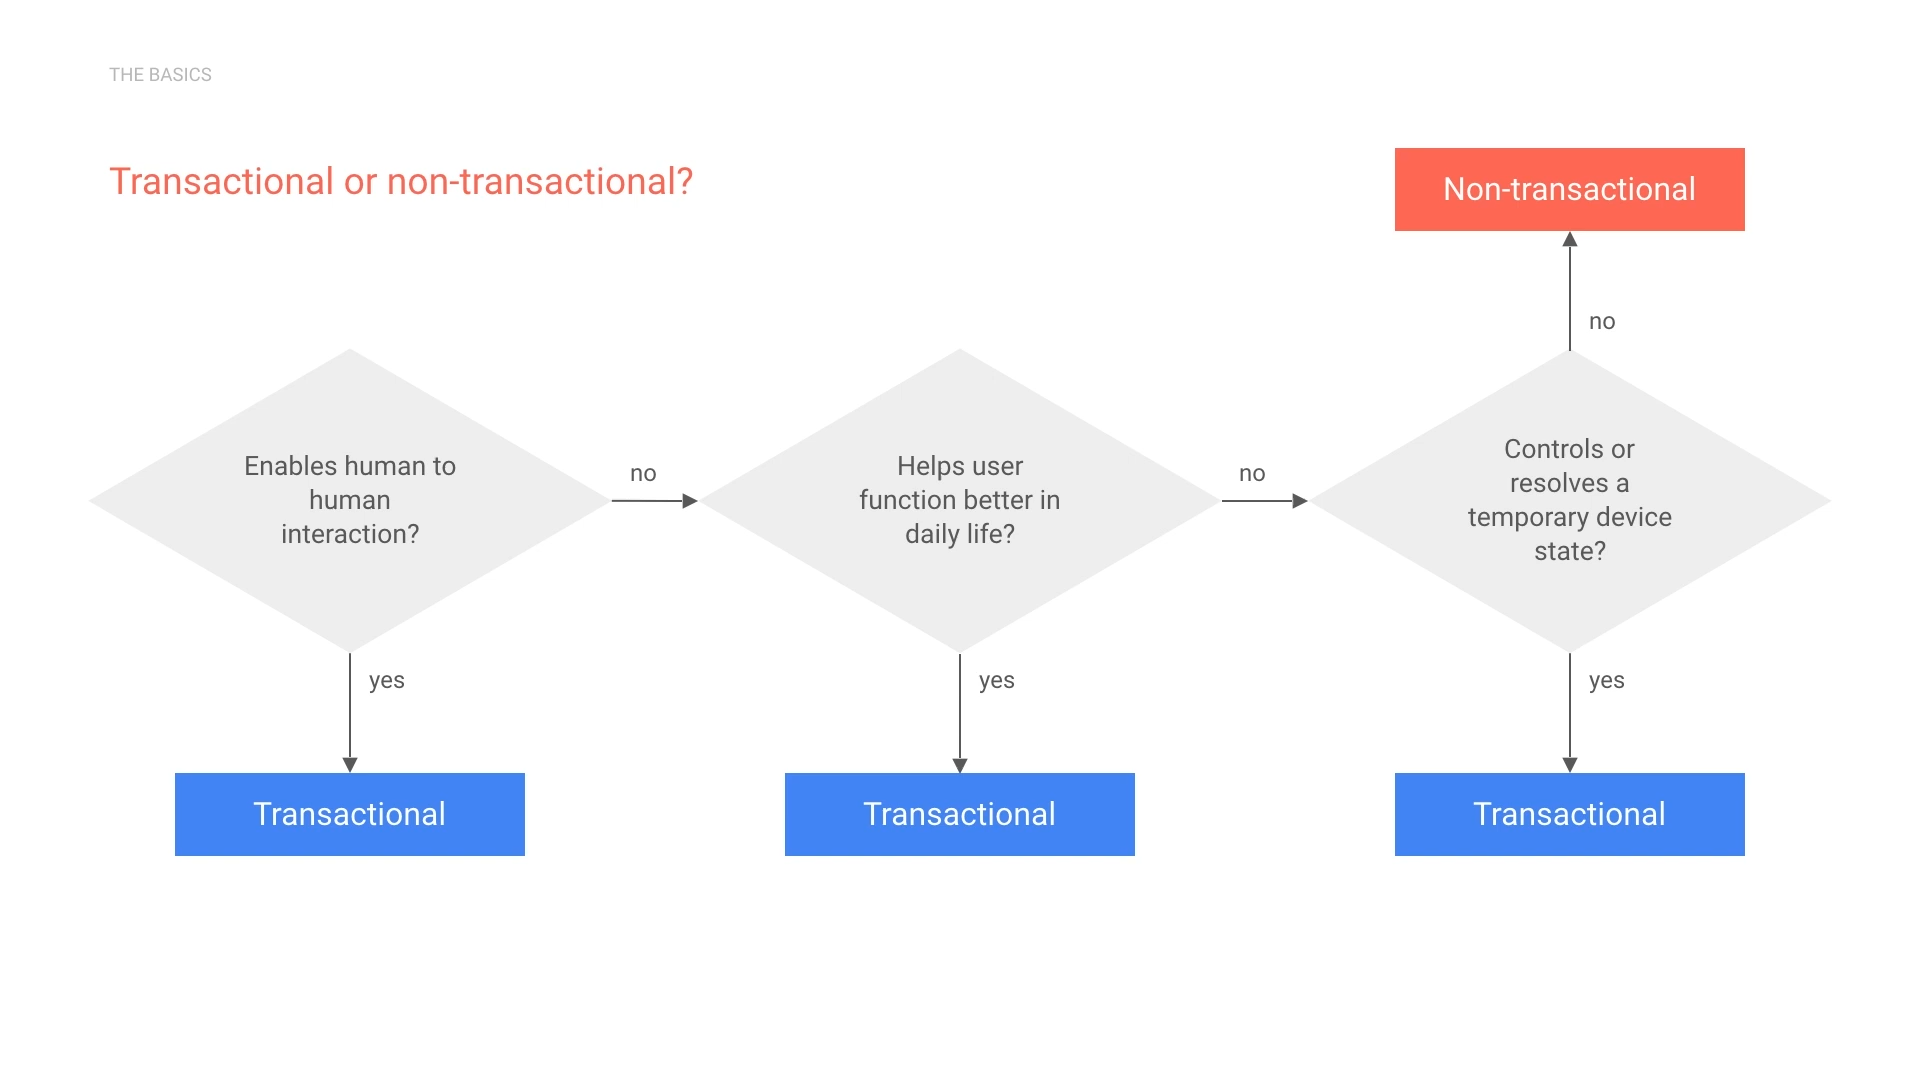 THE BASICS
Transactional or non-transactional?
Non-transactional
no
Enables human to
human
interaction?
no
Helps user
function better in
daily life?
no
Controls or
resolves a
temporary device
state?
yes
yes
yes
Transactional
Transactional
Transactional